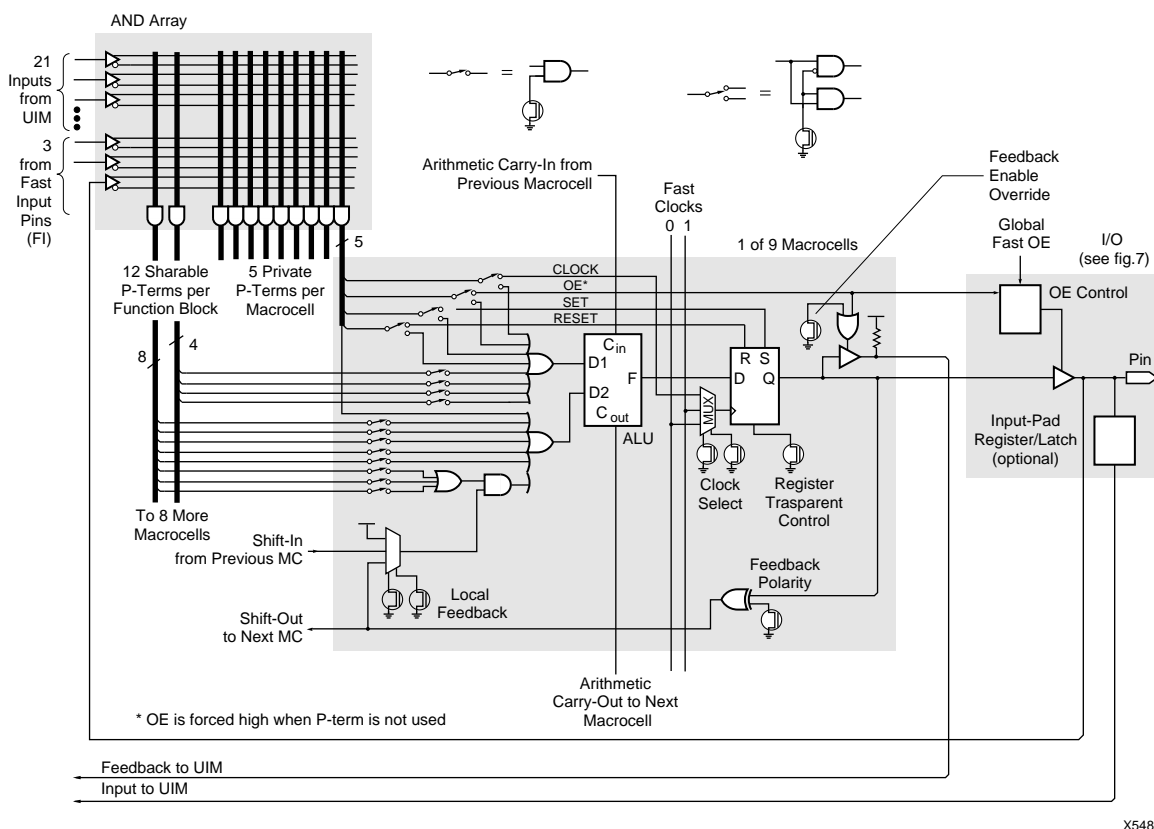 AND Array
21
Inputs
from
UIM
3
from
Fast
Input
Pins
(FI)
=
=
Arithmetic Carry-In from
Previous Macrocell
Fast
Clocks
0 1
Feedback
Enable
Override
Global
Fast OE
I/O
(see fig.7)
5
1 of 9 Macrocells
12 Sharable
P-Terms per
Function Block
5 Private
P-Terms per
Macrocell
CLOCK
OE*
SET
RESET
OE Control
8
4
C in
D1
D2
F
C out
ALU
R S
D Q
MUX
Pin
Input-Pad
Register/Latch
(optional)
Clock
Select
Register
Trasparent
Control
To 8 More
Macrocells
Shift-In
from Previous MC
Local
Feedback
Feedback
Polarity
Shift-Out
to Next MC
Arithmetic
Carry-Out to Next
Macrocell
* OE is forced high when P-term is not used
Feedback to UIM
Input to UIM
X548